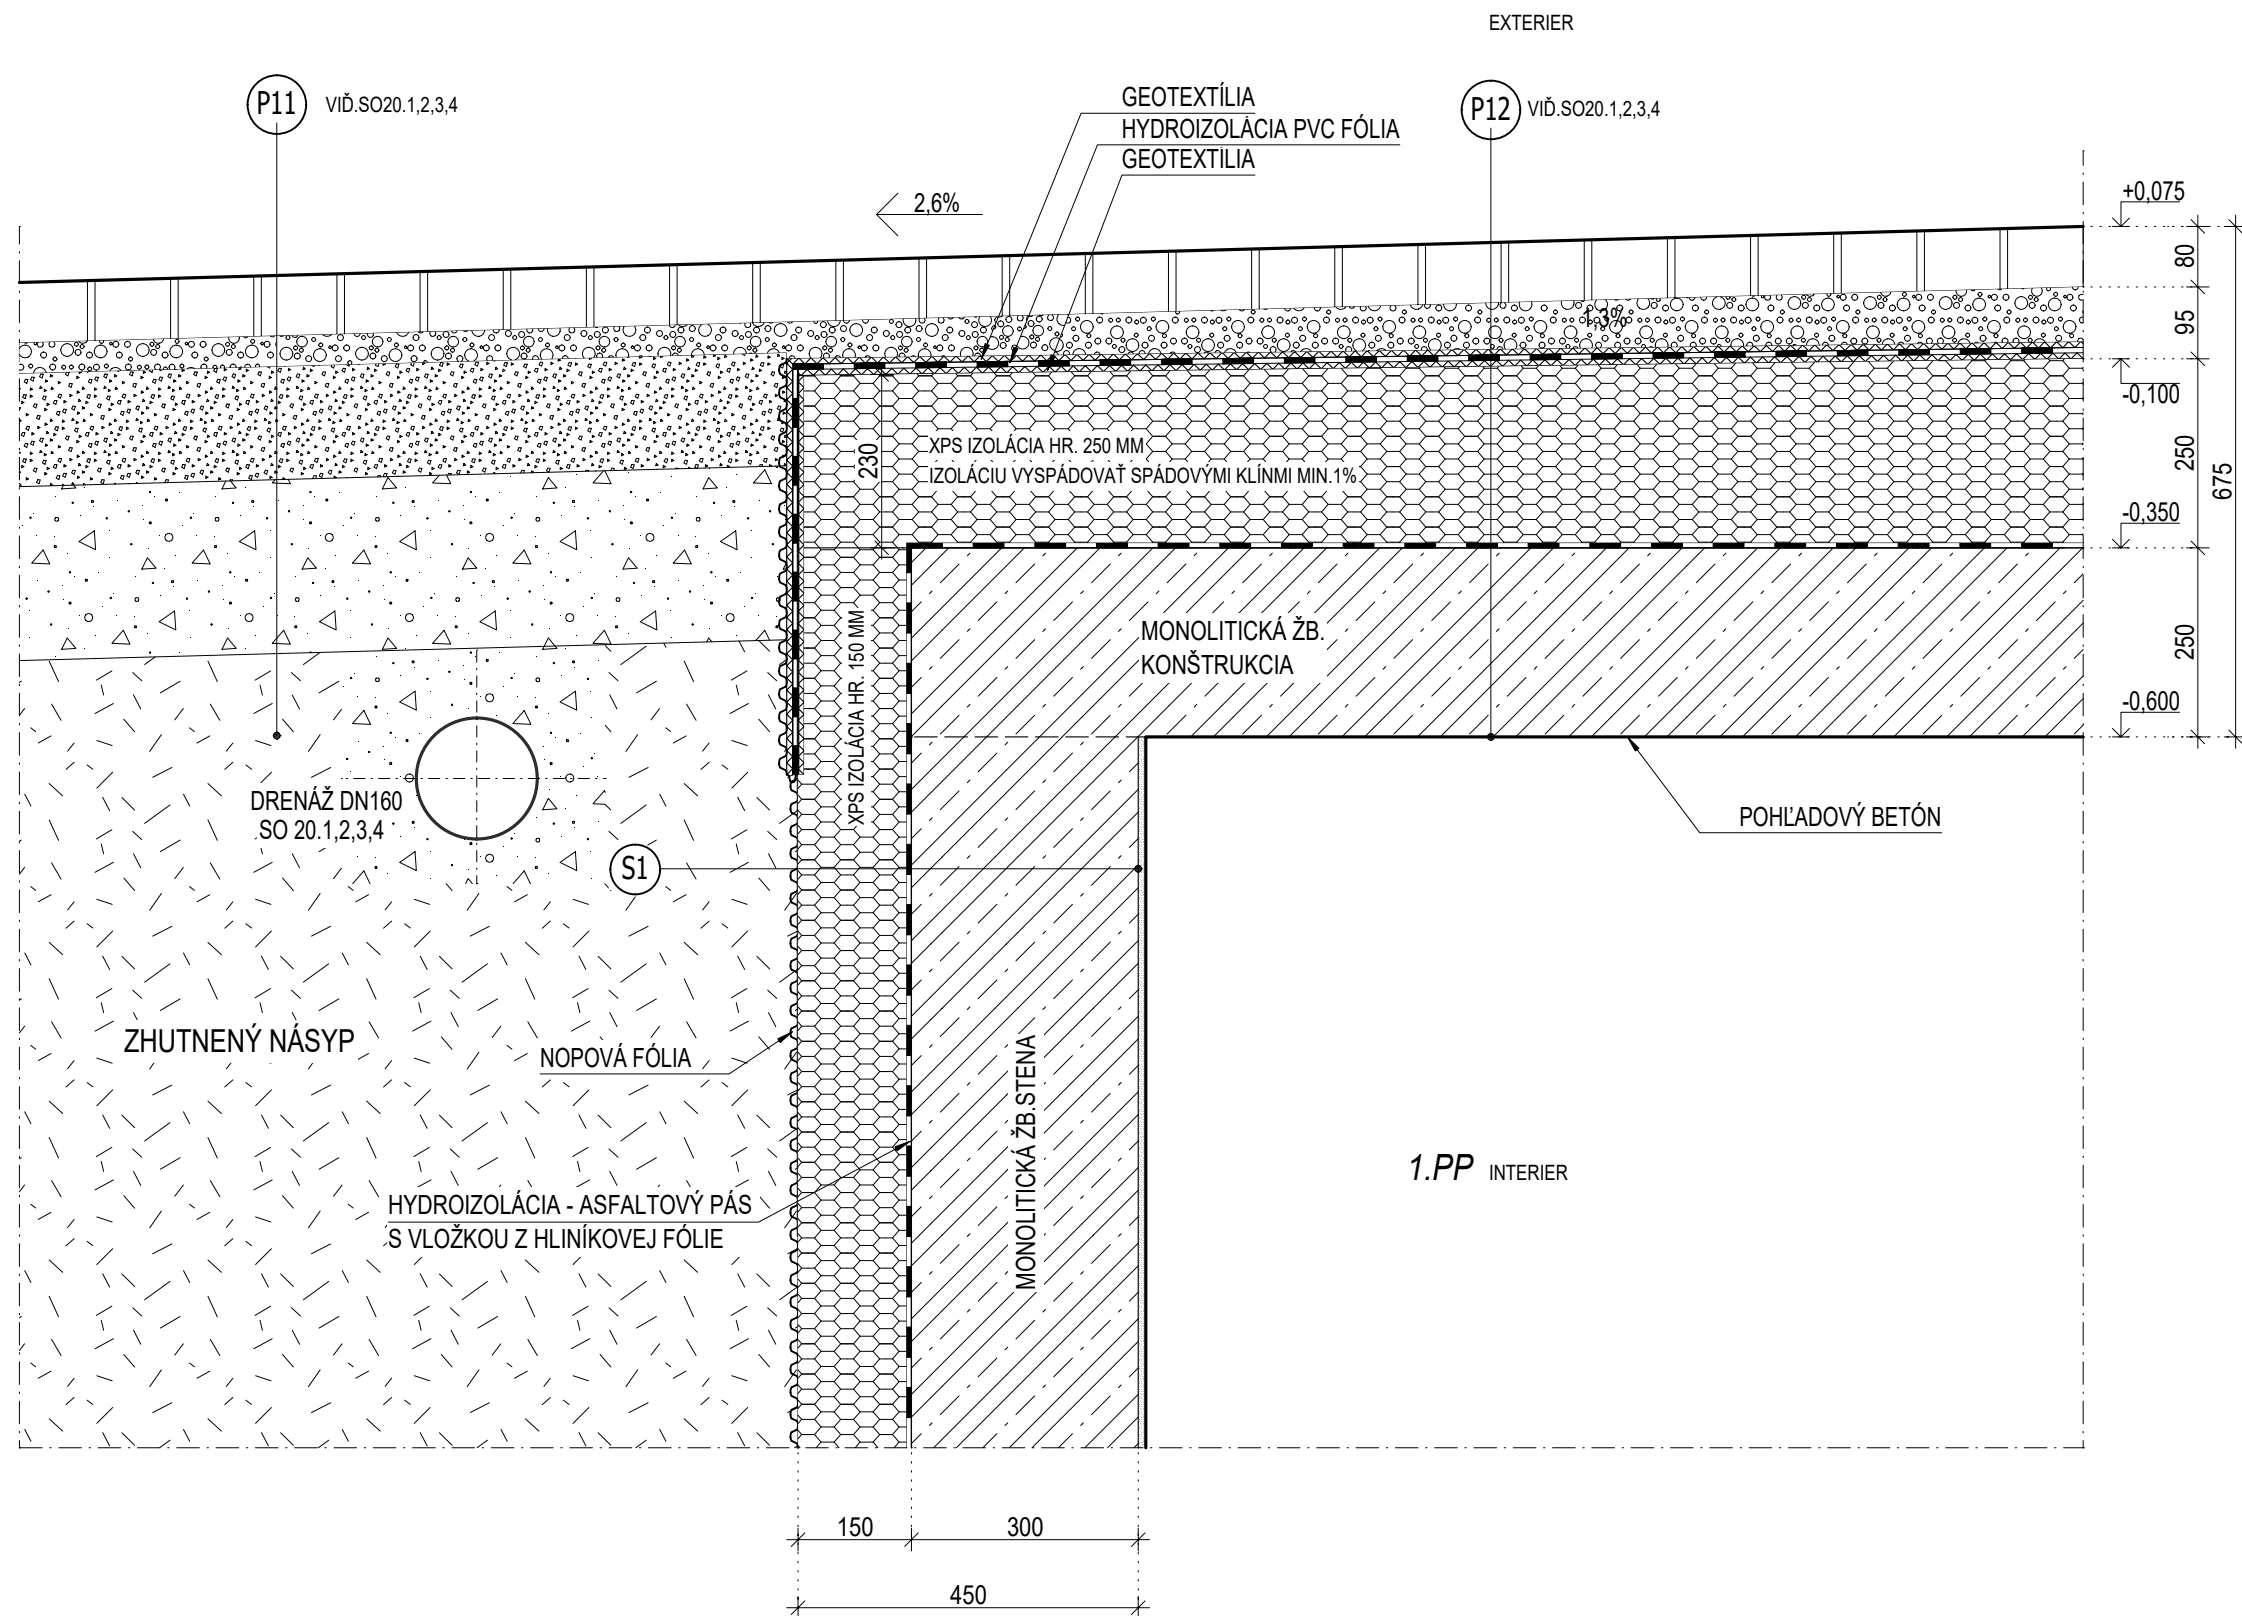 EXTERIER
P11 VIĎ.SO20.1,2,3,4
GEOTEXTÍLIA
HYDROIZOLÁCIA PVC FÓLIA
GEOTEXTÍLIA
P12 VIĎ.SO20.1,2,3,4
2,6%
+0,075
80
95
1,3%
-0,100
250
675
230
XPS IZOLÁCIA HR. 250 MM
IZOLÁCIU VYSPÁDOVAŤ SPÁDOVÝMI KLÍNMI MIN.1%
-0,350
250
-0,600
MONOLITICKÁ ŽB.
KONŠTRUKCIA
XPS IZOLÁCIA HR. 150 MM
DRENÁŽ DN160
SO 20.1,2,3,4
S1
POHĽADOVÝ BETÓN
ZHUTNENÝ NÁSYP
NOPOVÁ FÓLIA
MONOLITICKÁ ŽB.STENA
1.PP INTERIER
HYDROIZOLÁCIA - ASFALTOVÝ PÁS
S VLOŽKOU Z HLINÍKOVEJ FÓLIE
150
300
450